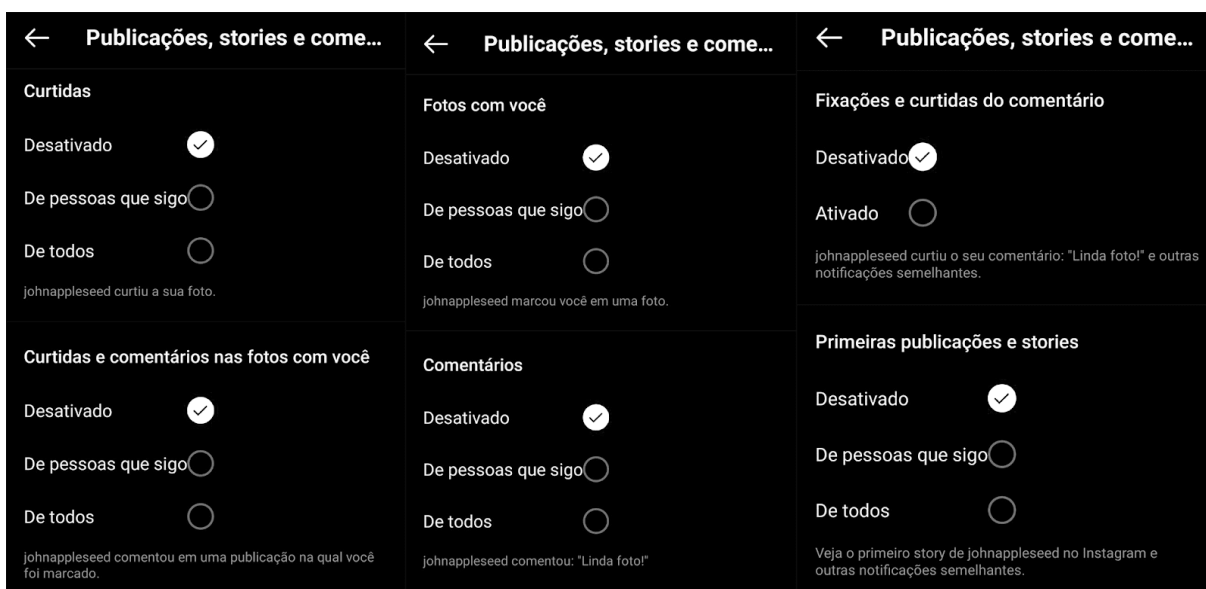 Publicações, stories e come...
Curtidas
Desativado
De pessoas que sigo
De todos
johnappleseed curtiu a sua foto.
Curtidas e comentários nas fotos com você
Desativado
De pessoas que sigo
De todos
johnappleseed comentou em uma publicação na qual você
foi marcado.
Publicações, stories e come...
Fotos com você
Desativado
De pessoas que sigo
De todos
johnappleseed marcou você em uma foto.
Comentários
Desativado
De pessoas que sigo
De todos
johnappleseed comentou: "Linda foto!"
Publicações, stories e come...
Fixações e curtidas do comentário
Desativado
Ativado
johnappleseed curtiu o seu comentário: "Linda foto!" e outras
notificações semelhantes.
Primeiras publicações e stories
Desativado
De pessoas que sigo
De todos
Veja o primeiro story de johnappleseed no Instagram e
outras notificações semelhantes.